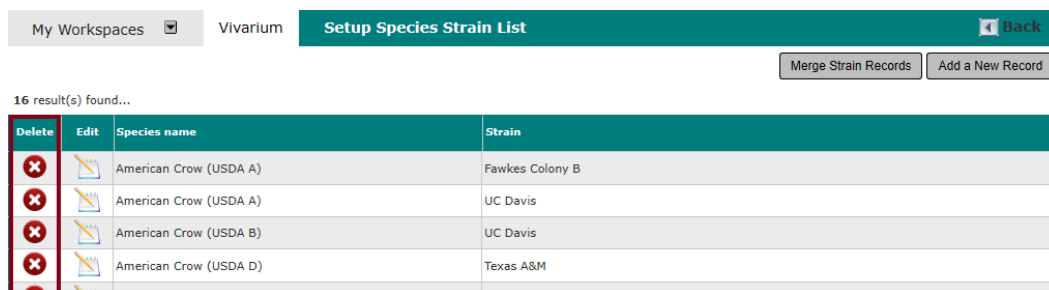 My Workspaces Vivarium Setup Species Strain List Back
Merge Strain Records Add a New Record
16 result(s) found...
Delete Edit Species name Strain
American Crow (USDA A) Fawkes Colony B
American Crow (USDA A) UC Davis
American Crow (USDA B) UC Davis
American Crow (USDA D) Texas A&M